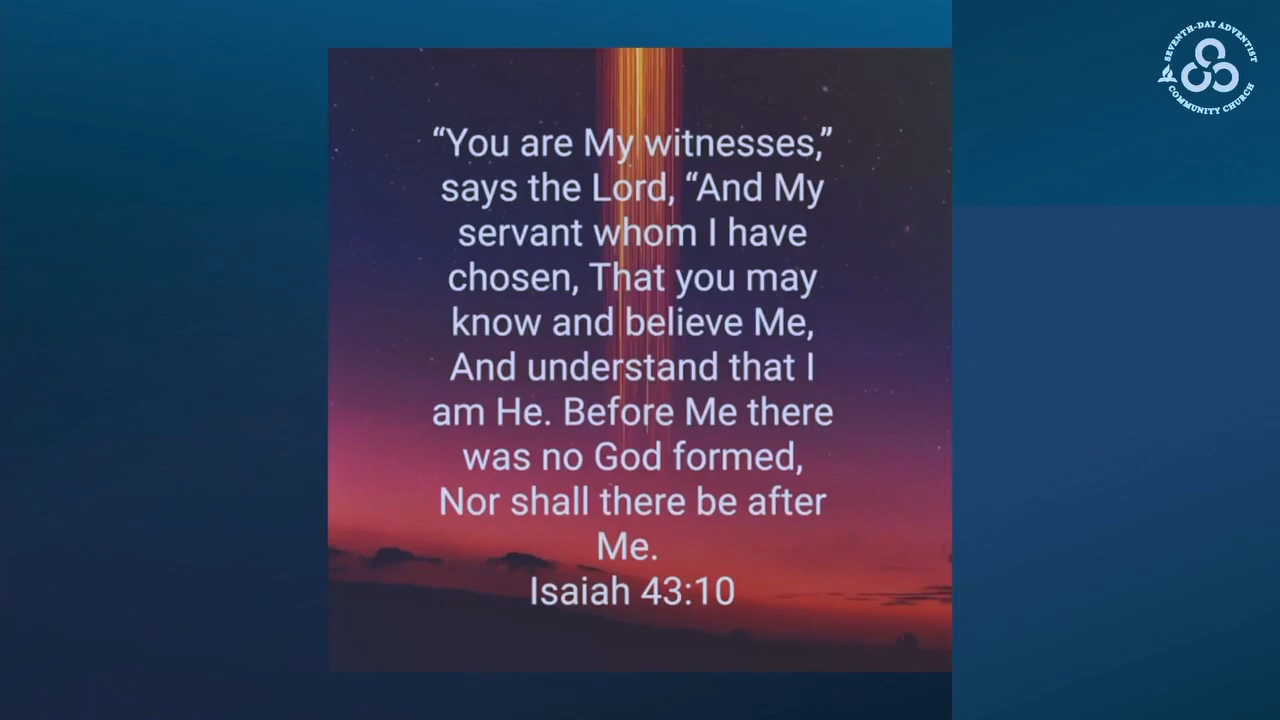 “You are My witnesses,”
says the Lord, “And My
servant whom I have
chosen, That you may
know and believe Me,
And understand that I
am He. Before Me there
was no God formed,
Nor shall there be after
Me.
Isaiah 43:10
SEVENTH-DAY ADVENTIST
COMMUNITY CHURCH